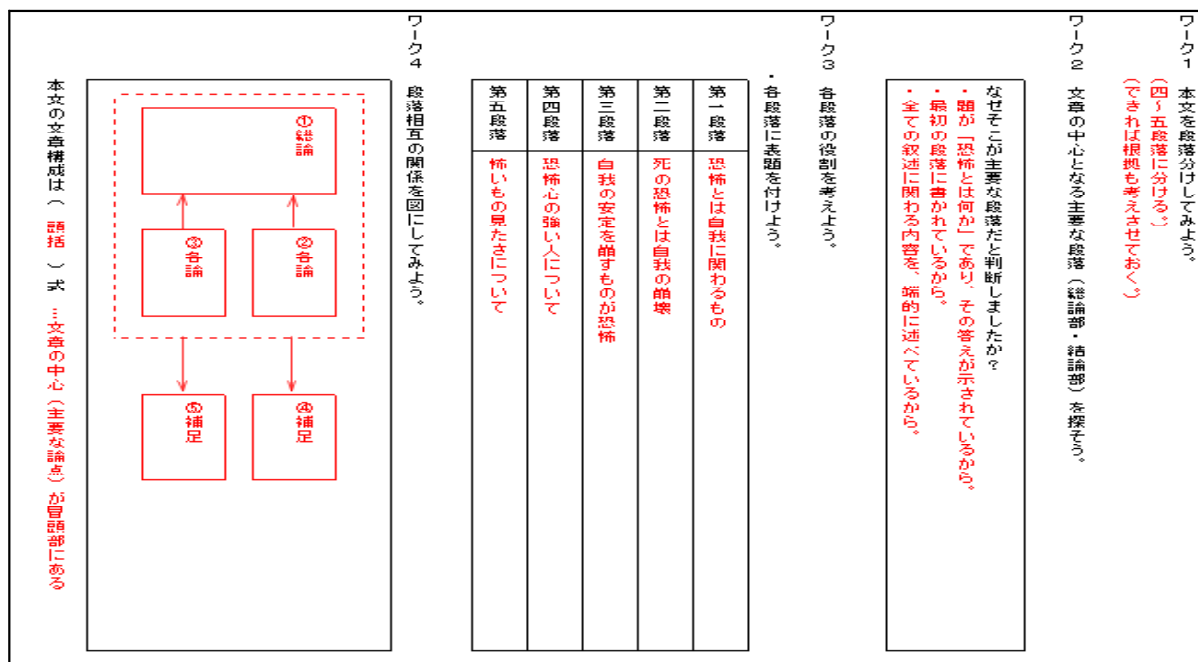 ワーク１　本文を段落分けしてみよう。
（四～五段落に分ける。）
（できれば根拠も考えさせておく。）
ワーク２　文章の中心となる主要な段落（総論部・結論部）を探そう。
なぜそこが主要な段落だと判断しましたか？
・題が「恐怖とは何か」であり、その答えが示されているから。
・最初の段落に書かれているから。
・全ての叙述に関わる内容を、端的に述べているから。
ワーク３　各段落の役割を考えよう。
・各段落に表題を付けよう。
第一段落　恐怖とは自我に関わるもの
第二段落　死の恐怖とは自我の崩壊
第三段落　自我の安定を崩すものが恐怖
第四段落　恐怖心の強い人について
第五段落　怖いもの見たさについて
ワーク４　段落相互の関係を図にしてみよう。
①総論
②各論
③各論
④補足
⑤補足
本文の文章構成は（　頭括　）式　…文章の中心（主要な論点）が冒頭部にある